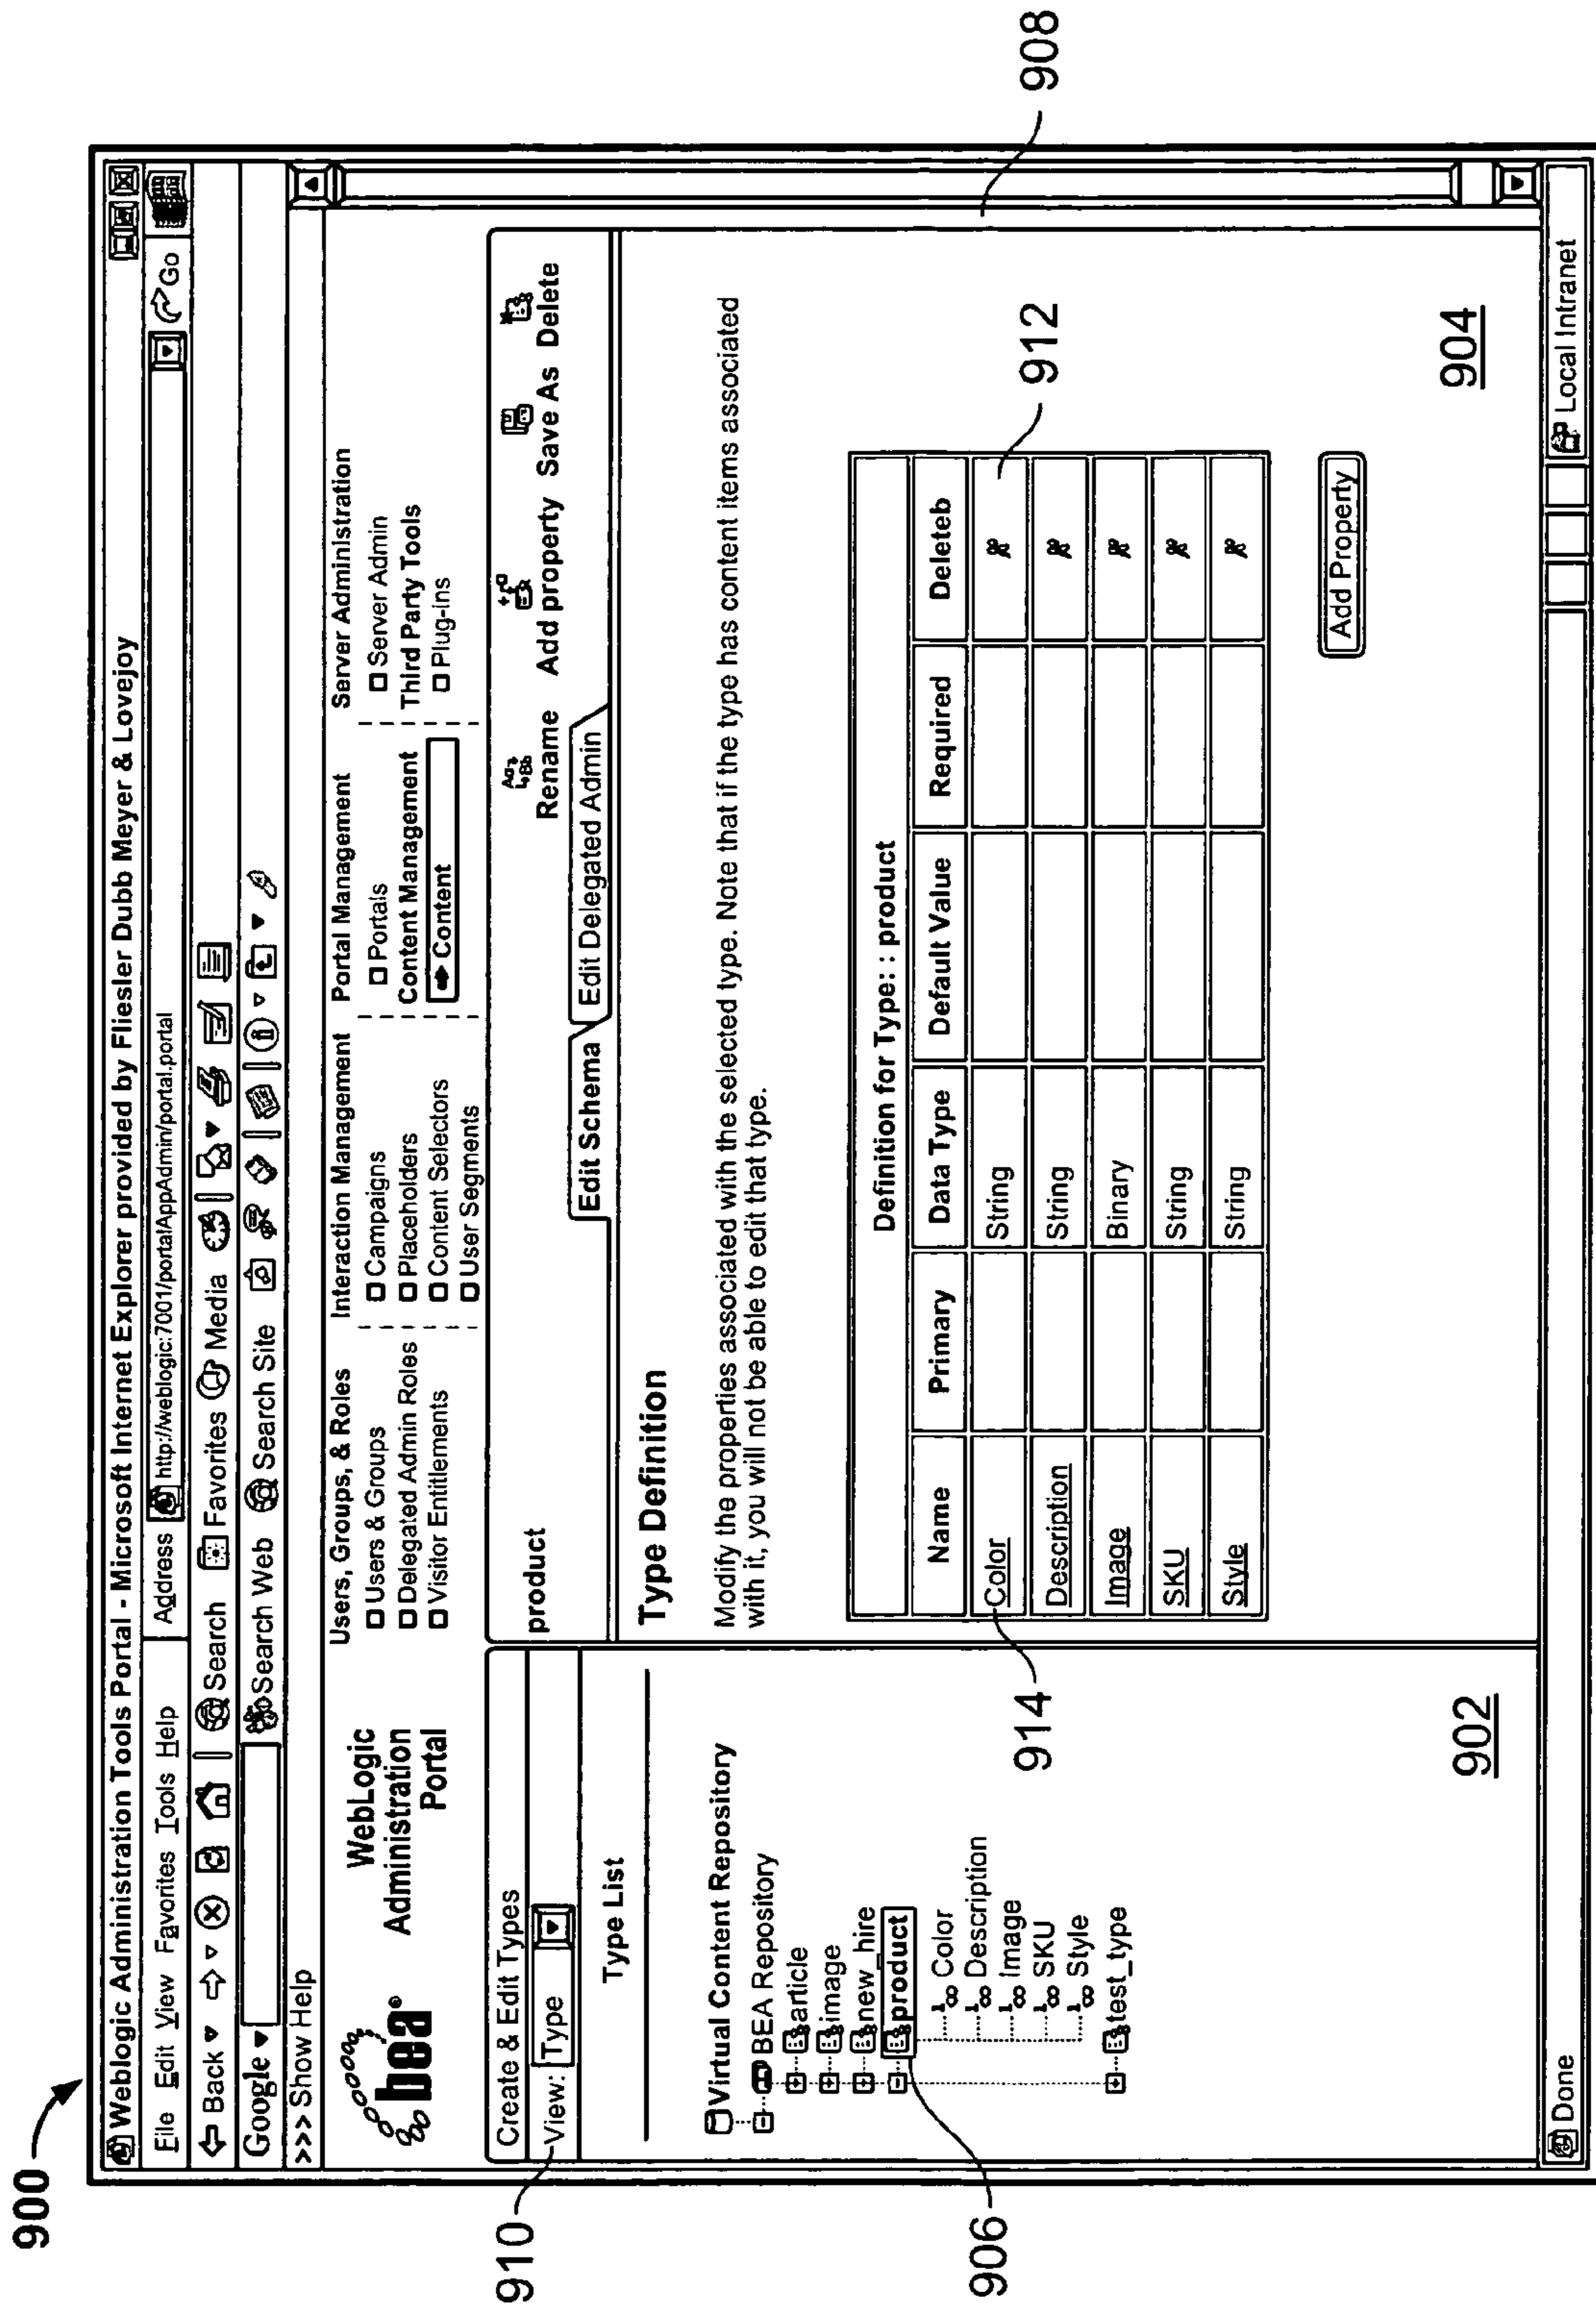 900
Weblogic Administration Tools Portal - Microsoft Internet Explorer provided by Fliesler Dubb Meyer & Lovejoy
File Edit View Favorites Tools Help
Address http://weblogic:7001/portalAppAdmin/portal.portal
Go
Back
Search Favorites Media
Google
Search Web Search Site
>>> Show Help
bea®
WebLogic
Administration
Portal
Users, Groups, & Roles
Users & Groups
Delegated Admin Roles
Visitor Entitlements
Interaction Management
Campaigns
Placeholders
Content Selectors
User Segments
Portal Management
Portals
Content Management
Content
Server Administration
Server Admin
Third Party Tools
Plug-ins
Create & Edit Types
910
View: Type
Type List
Virtual Content Repository
BEA Repository
article
image
new_hire
product
Color
Description
Image
SKU
Style
test_type
906
902
product
Rename Add property Save As Delete
Edit Schema Edit Delegated Admin
Type Definition
Modify the properties associated with the selected type. Note that if the type has content items associated
with it, you will not be able to edit that type.
Definition for Type: : product
Name Primary Data Type Default Value Required Deleteb
Color String
Description String
Image Binary
SKU String
Style String
Add Property
914
912
908
904
Done
Local Intranet